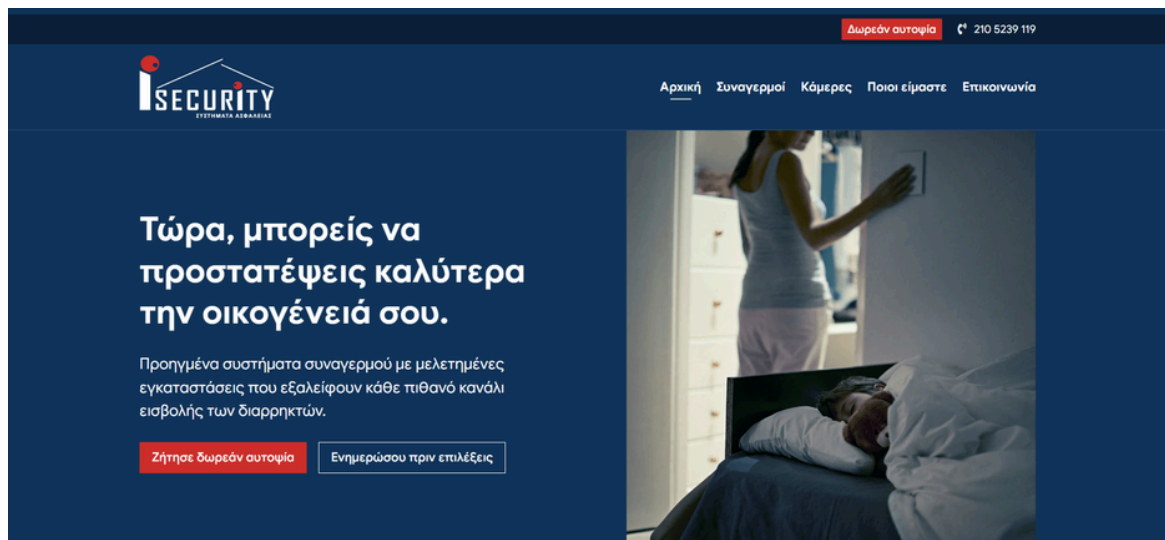 Δωρεάν αυτοψία 210 5239 119
iSECURITY
ΣΥΣΤΗΜΑΤΑ ΑΣΦΑΛΕΙΑΣ
Αρχική Συναγερμοί Κάμερες Ποιοι είμαστε Επικοινωνία
Τώρα, μπορείς να
προστατέψεις καλύτερα
την οικογένειά σου.
Προηγμένα συστήματα συναγερμού με μελετημένες
εγκαταστάσεις που εξαλείφουν κάθε πιθανό κανάλι
εισβολής των διαρρηκτών.
Ζήτησε δωρεάν αυτοψία Ενημερώσου πριν επιλέξεις